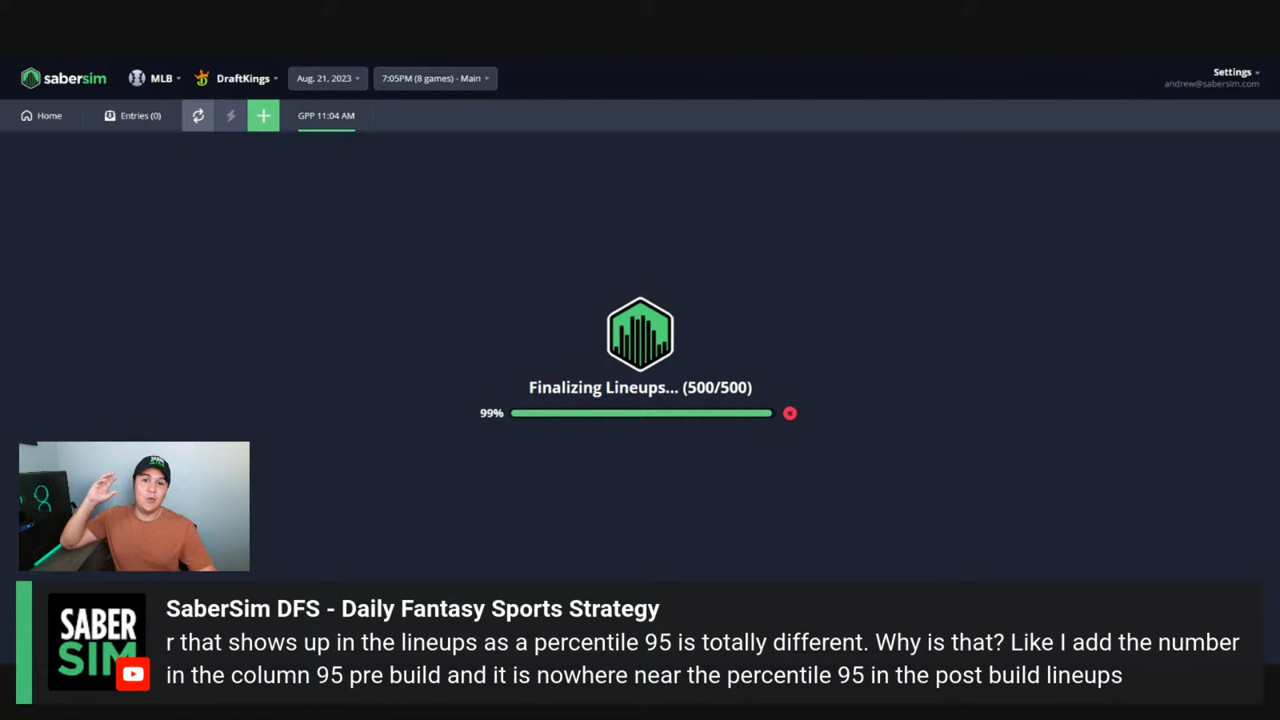 sabersim MLB DraftKings Aug. 21, 2023 7:05PM (8 games) - Main Settings
andrew@sabersim.com
Home Entries (0) GPP 11:04 AM
Finalizing Lineups... (500/500)
99%
8
SABER
SIM
SaberSim DFS - Daily Fantasy Sports Strategy
r that shows up in the lineups as a percentile 95 is totally different. Why is that? Like I add the number
in the column 95 pre build and it is nowhere near the percentile 95 in the post build lineups